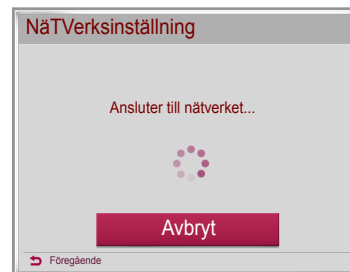 NäTVerksinställning
Ansluter till nätverket...
Avbryt
Föregående